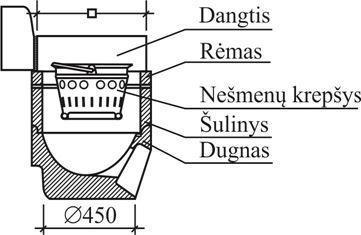 Dangtis
Rėmas
Nešmenų krepšys
Šulinys
Dugnas
∅450